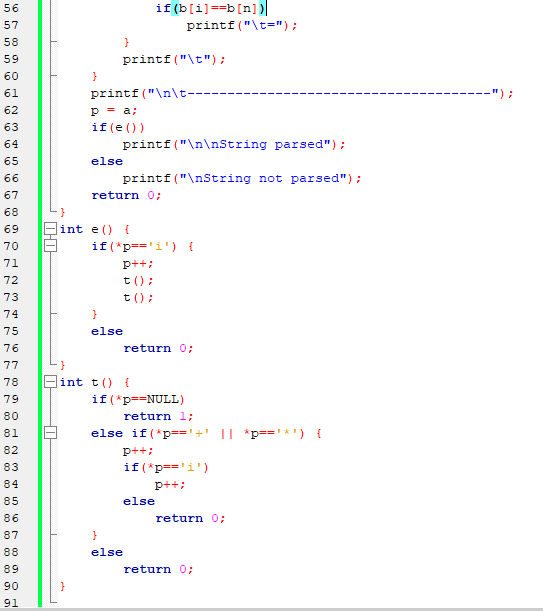 56 if(b[i]==b[n])
57 printf("\t=");
58 }
59 printf("\t");
60 }
61 printf("\n\t--------------------------------------");
62 p = a;
63 if(e())
64 printf("\n\nString parsed");
65 else
66 printf("\nString not parsed");
67 return 0;
68 }
69 int e() {
70 if(*p=='i') {
71 p++;
72 t();
73 t();
74 }
75 else
76 return 0;
77 }
78 int t() {
79 if(*p==NULL)
80 return 1;
81 else if(*p=='+' || *p=='*') {
82 p++;
83 if(*p=='i')
84 p++;
85 else
86 return 0;
87 }
88 else
89 return 0;
90 }
91